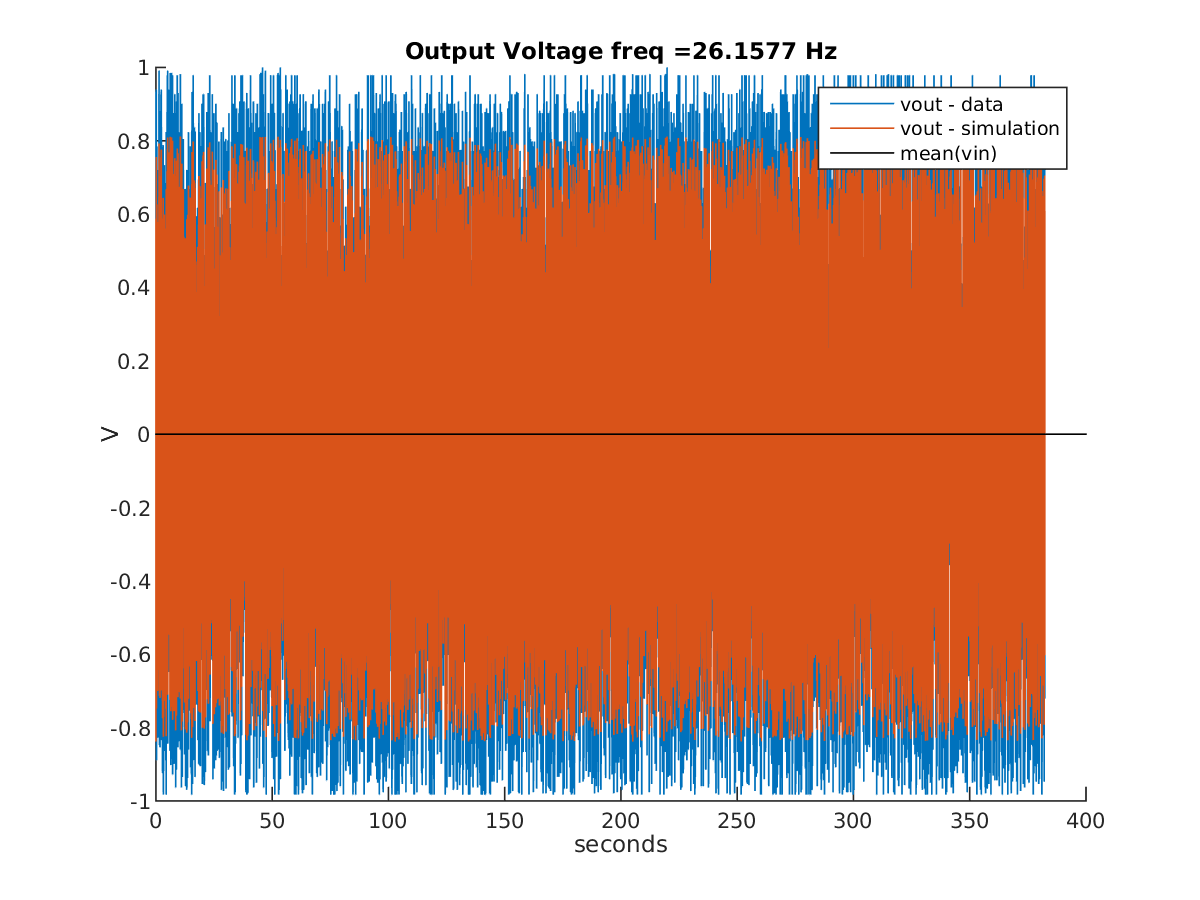 Output Voltage freq =26.1577 Hz
vout - data
vout - simulation
mean(vin)
V
1
0.8
0.6
0.4
0.2
0
-0.2
-0.4
-0.6
-0.8
-1
0 50 100 150 200 250 300 350 400
seconds